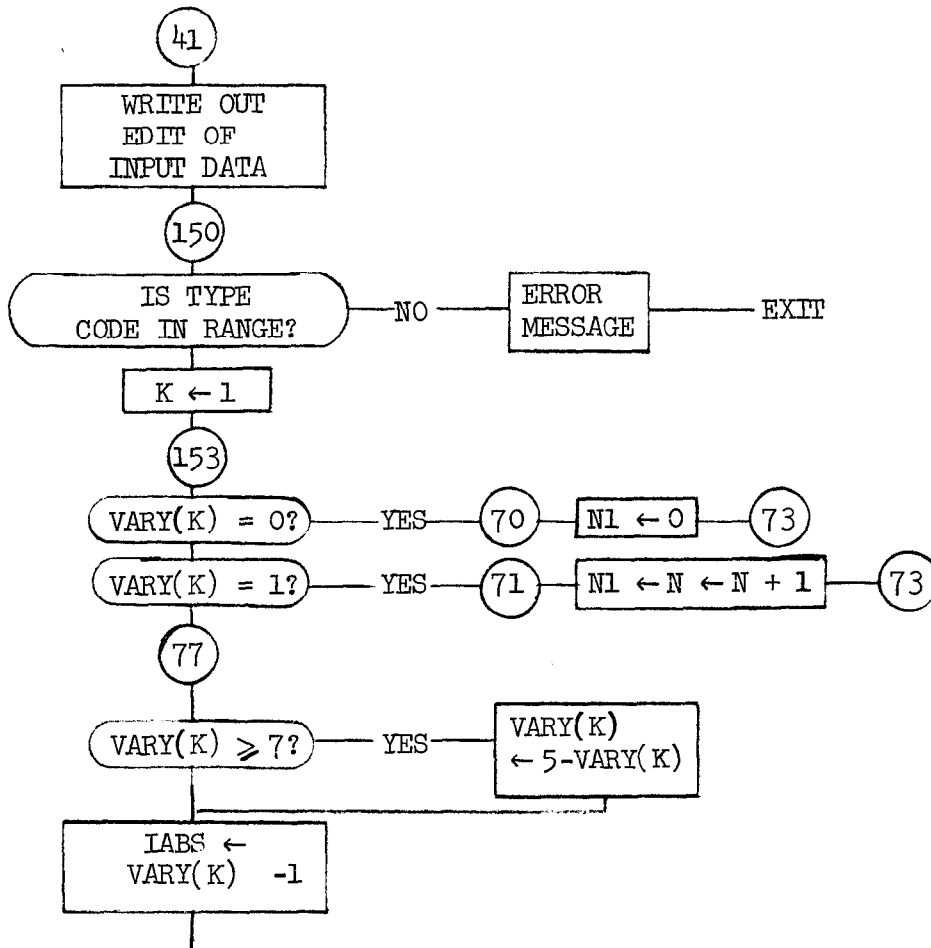 41
WRITE OUT
EDIT OF
INPUT DATA
150
IS TYPE
CODE IN RANGE?
NO
ERROR
MESSAGE
EXIT
K ← 1
153
VARY(K) = 0?
YES
70
N1 ← 0
73
VARY(K) = 1?
YES
71
N1 ← N ← N + 1
73
77
VARY(K) ⩾ 7?
YES
VARY(K)
← 5-VARY(K)
IABS ←
VARY(K) -1